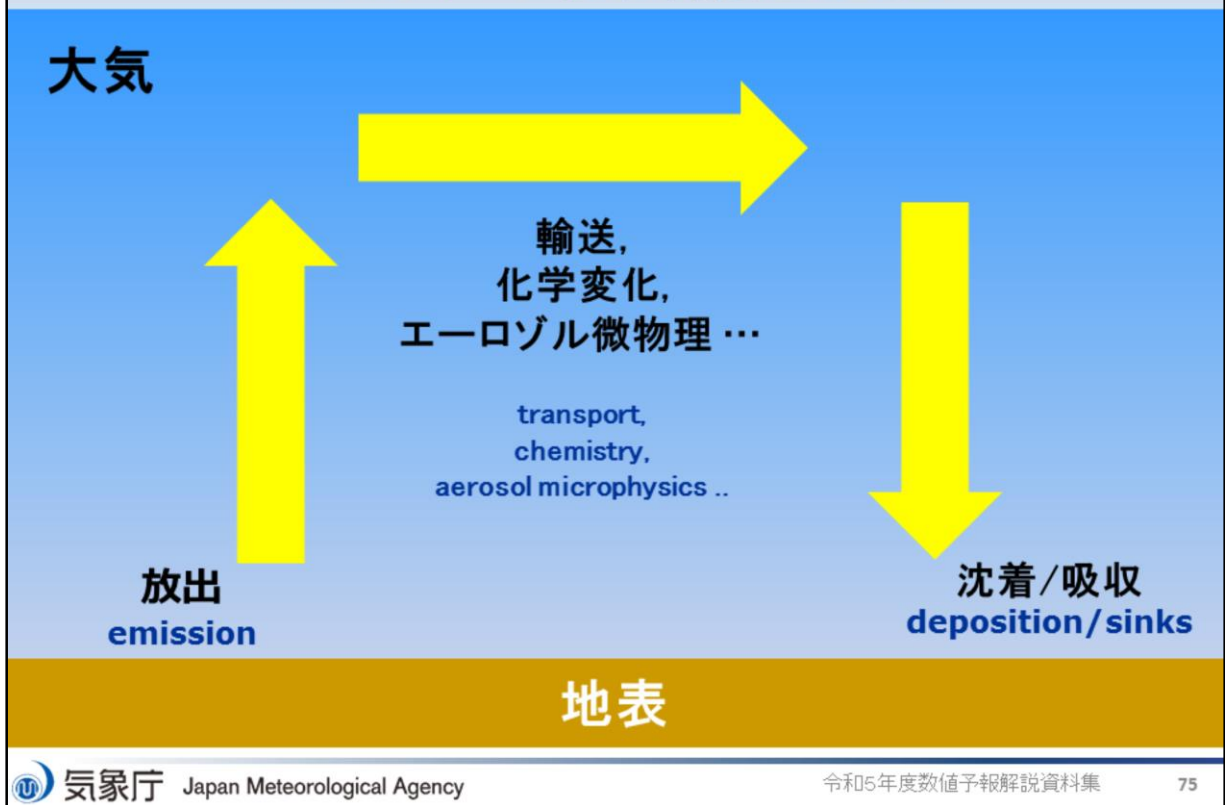 大気
輸送,
化学変化,
エーロゾル微物理 …
transport,
chemistry,
aerosol microphysics ..
放出
emission
沈着/吸収
deposition/sinks
地表
気象庁 Japan Meteorological Agency
令和5年度数値予報解説資料集 75